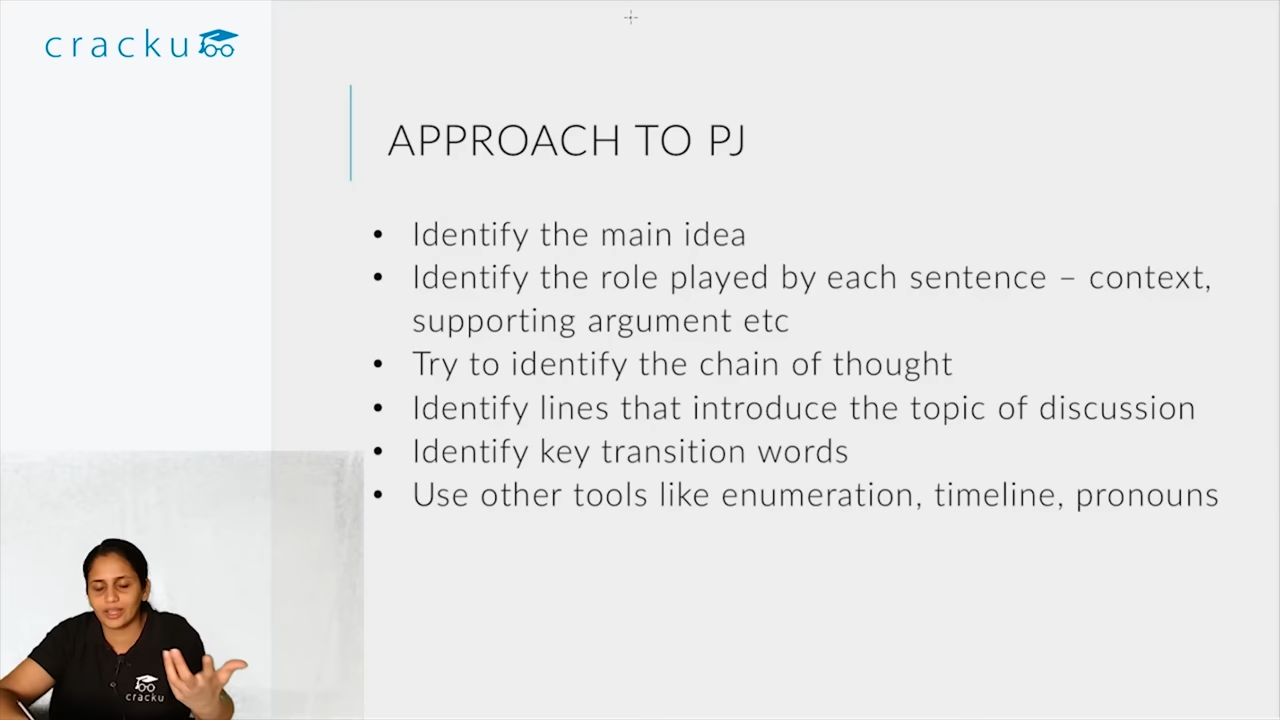 cracku
APPROACH TO PJ
• Identify the main idea
• Identify the role played by each sentence – context,
supporting argument etc
• Try to identify the chain of thought
• Identify lines that introduce the topic of discussion
• Identify key transition words
• Use other tools like enumeration, timeline, pronouns
cracku